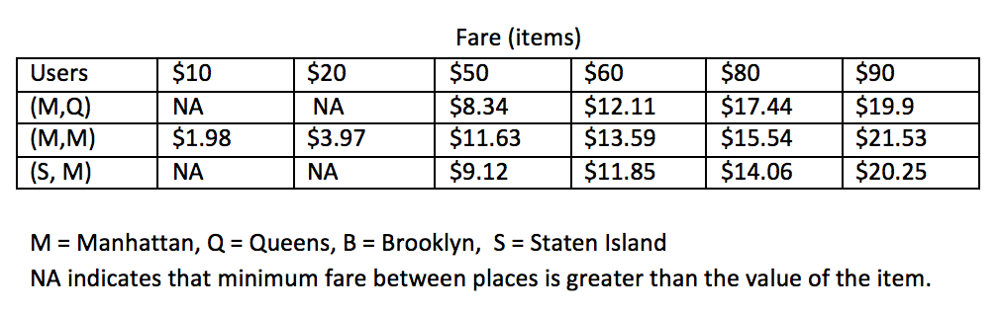 Fare (items)
Users $10 $20 $50 $60 $80 $90
(M,Q) NA NA $8.34 $12.11 $17.44 $19.9
(M,M) $1.98 $3.97 $11.63 $13.59 $15.54 $21.53
(S, M) NA NA $9.12 $11.85 $14.06 $20.25
M = Manhattan, Q = Queens, B = Brooklyn, S = Staten Island
NA indicates that minimum fare between places is greater than the value of the item.